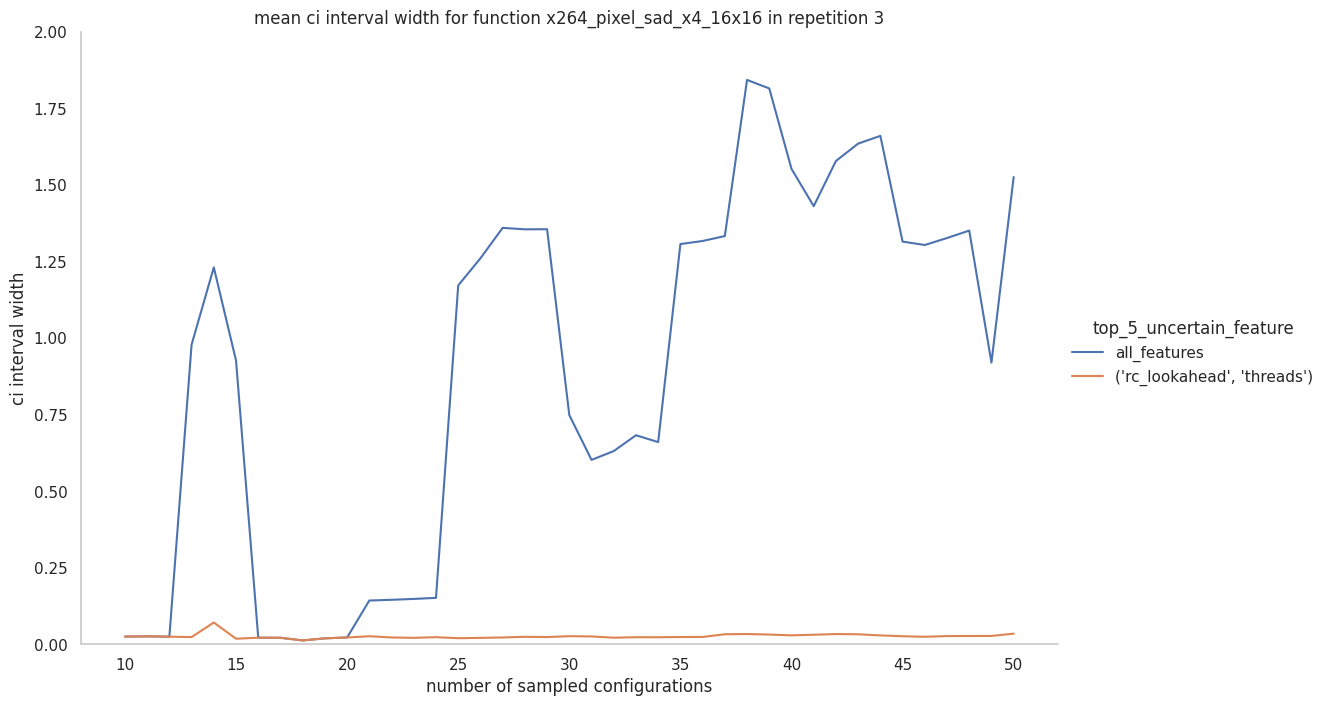 mean ci interval width for function x264_pixel_sad_x4_16x16 in repetition 3
2.00
1.75
1.50
1.25
1.00
0.75
0.50
0.25
0.00
ci interval width
10 15 20 25 30 35 40 45 50
number of sampled configurations
top_5_uncertain_feature
all_features
('rc_lookahead', 'threads')